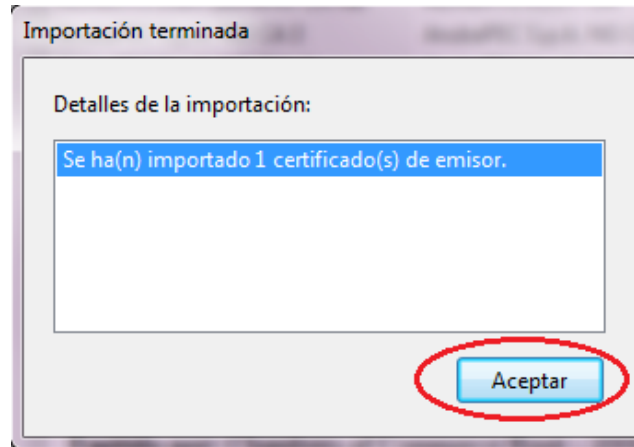 Importación terminada
Detalles de la importación:
Se ha(n) importado 1 certificado(s) de emisor.
Aceptar